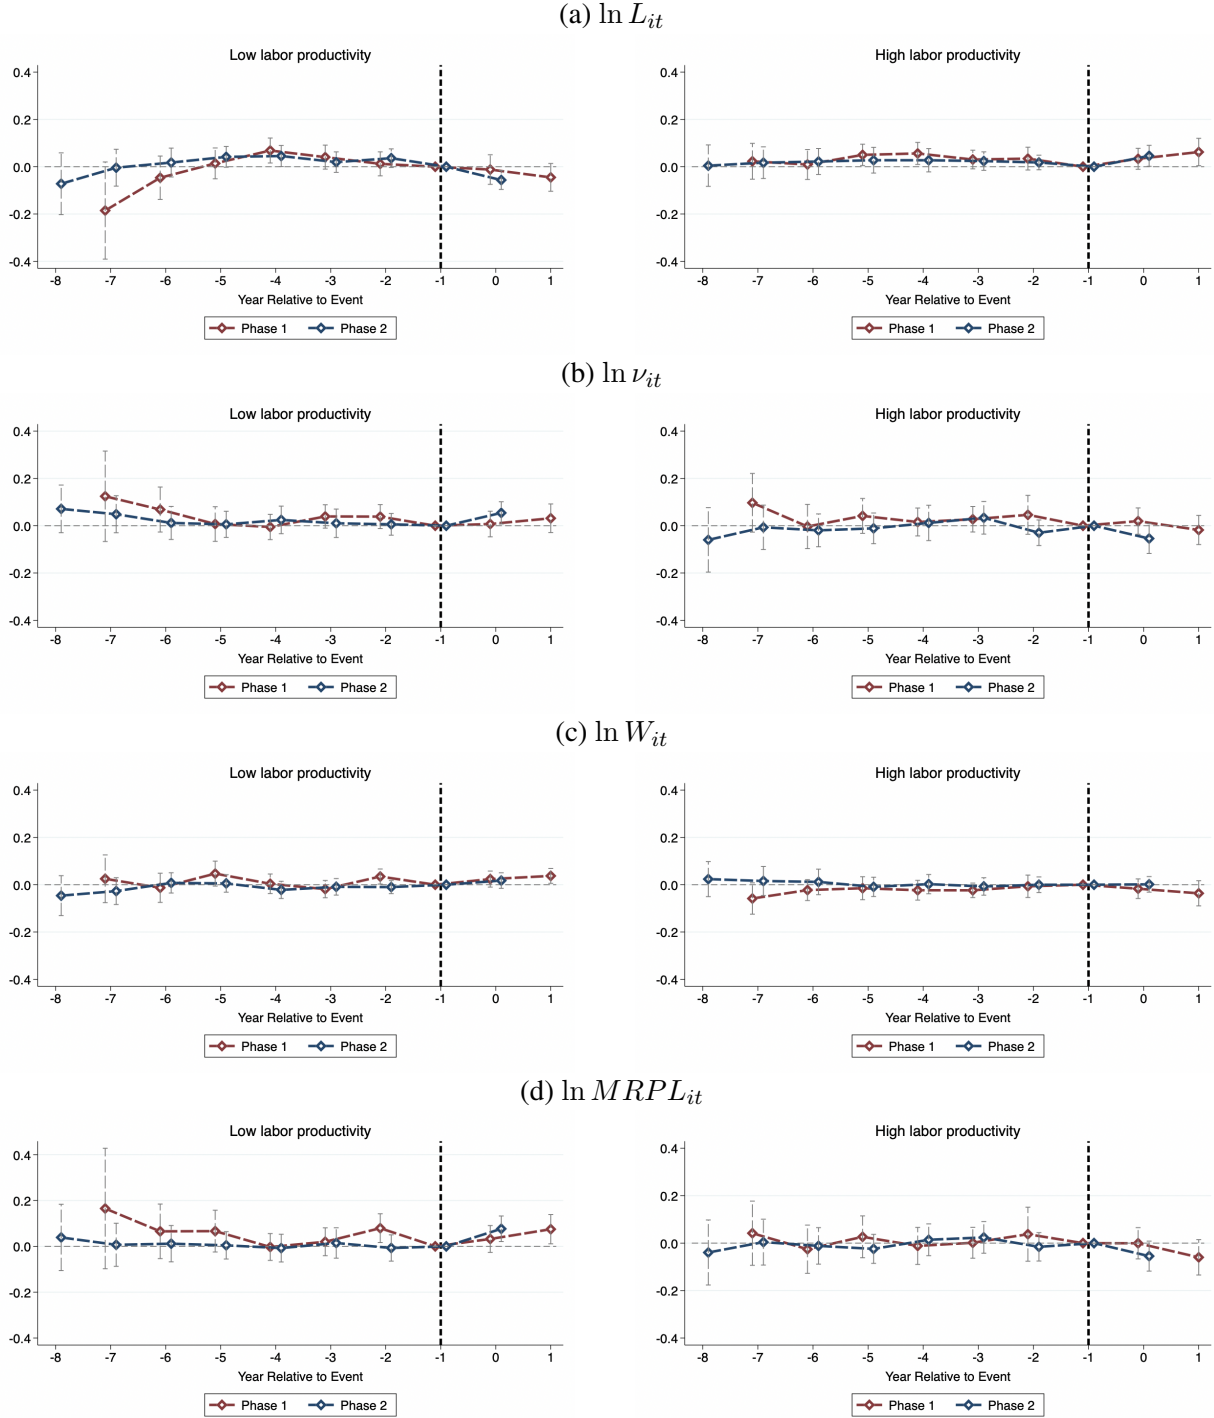 (a) ln L_{it}
Low labor productivity
High labor productivity
0.4
0.2
0.0
-0.2
-0.4
-8 -7 -6 -5 -4 -3 -2 -1 0 1
Year Relative to Event
Phase 1 Phase 2
0.4
0.2
0.0
-0.2
-0.4
-8 -7 -6 -5 -4 -3 -2 -1 0 1
Year Relative to Event
Phase 1 Phase 2
(b) ln ν_{it}
Low labor productivity
High labor productivity
0.4
0.2
0.0
-0.2
-0.4
-8 -7 -6 -5 -4 -3 -2 -1 0 1
Year Relative to Event
Phase 1 Phase 2
0.4
0.2
0.0
-0.2
-0.4
-8 -7 -6 -5 -4 -3 -2 -1 0 1
Year Relative to Event
Phase 1 Phase 2
(c) ln W_{it}
Low labor productivity
High labor productivity
0.4
0.2
0.0
-0.2
-0.4
-8 -7 -6 -5 -4 -3 -2 -1 0 1
Year Relative to Event
Phase 1 Phase 2
0.4
0.2
0.0
-0.2
-0.4
-8 -7 -6 -5 -4 -3 -2 -1 0 1
Year Relative to Event
Phase 1 Phase 2
(d) ln MRPL_{it}
Low labor productivity
High labor productivity
0.4
0.2
0.0
-0.2
-0.4
-8 -7 -6 -5 -4 -3 -2 -1 0 1
Year Relative to Event
Phase 1 Phase 2
0.4
0.2
0.0
-0.2
-0.4
-8 -7 -6 -5 -4 -3 -2 -1 0 1
Year Relative to Event
Phase 1 Phase 2